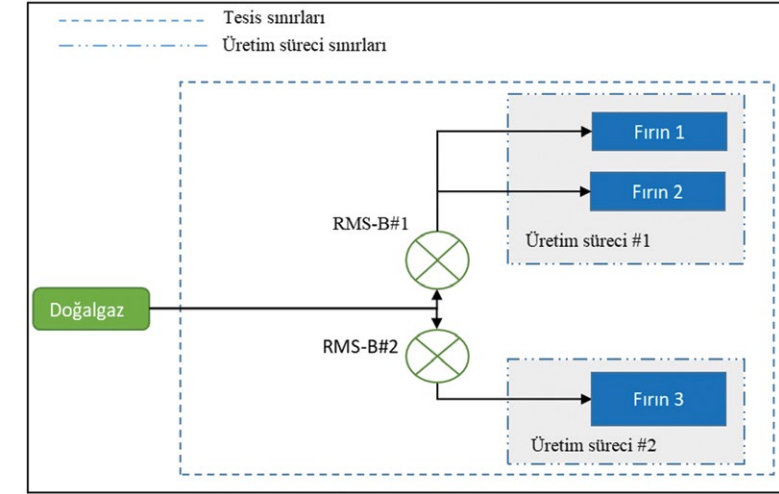 Tesis sınırları
Üretim süreci sınırları
Fırın 1
Fırın 2
RMS-B#1
Üretim süreci #1
Doğalgaz
RMS-B#2
Fırın 3
Üretim süreci #2